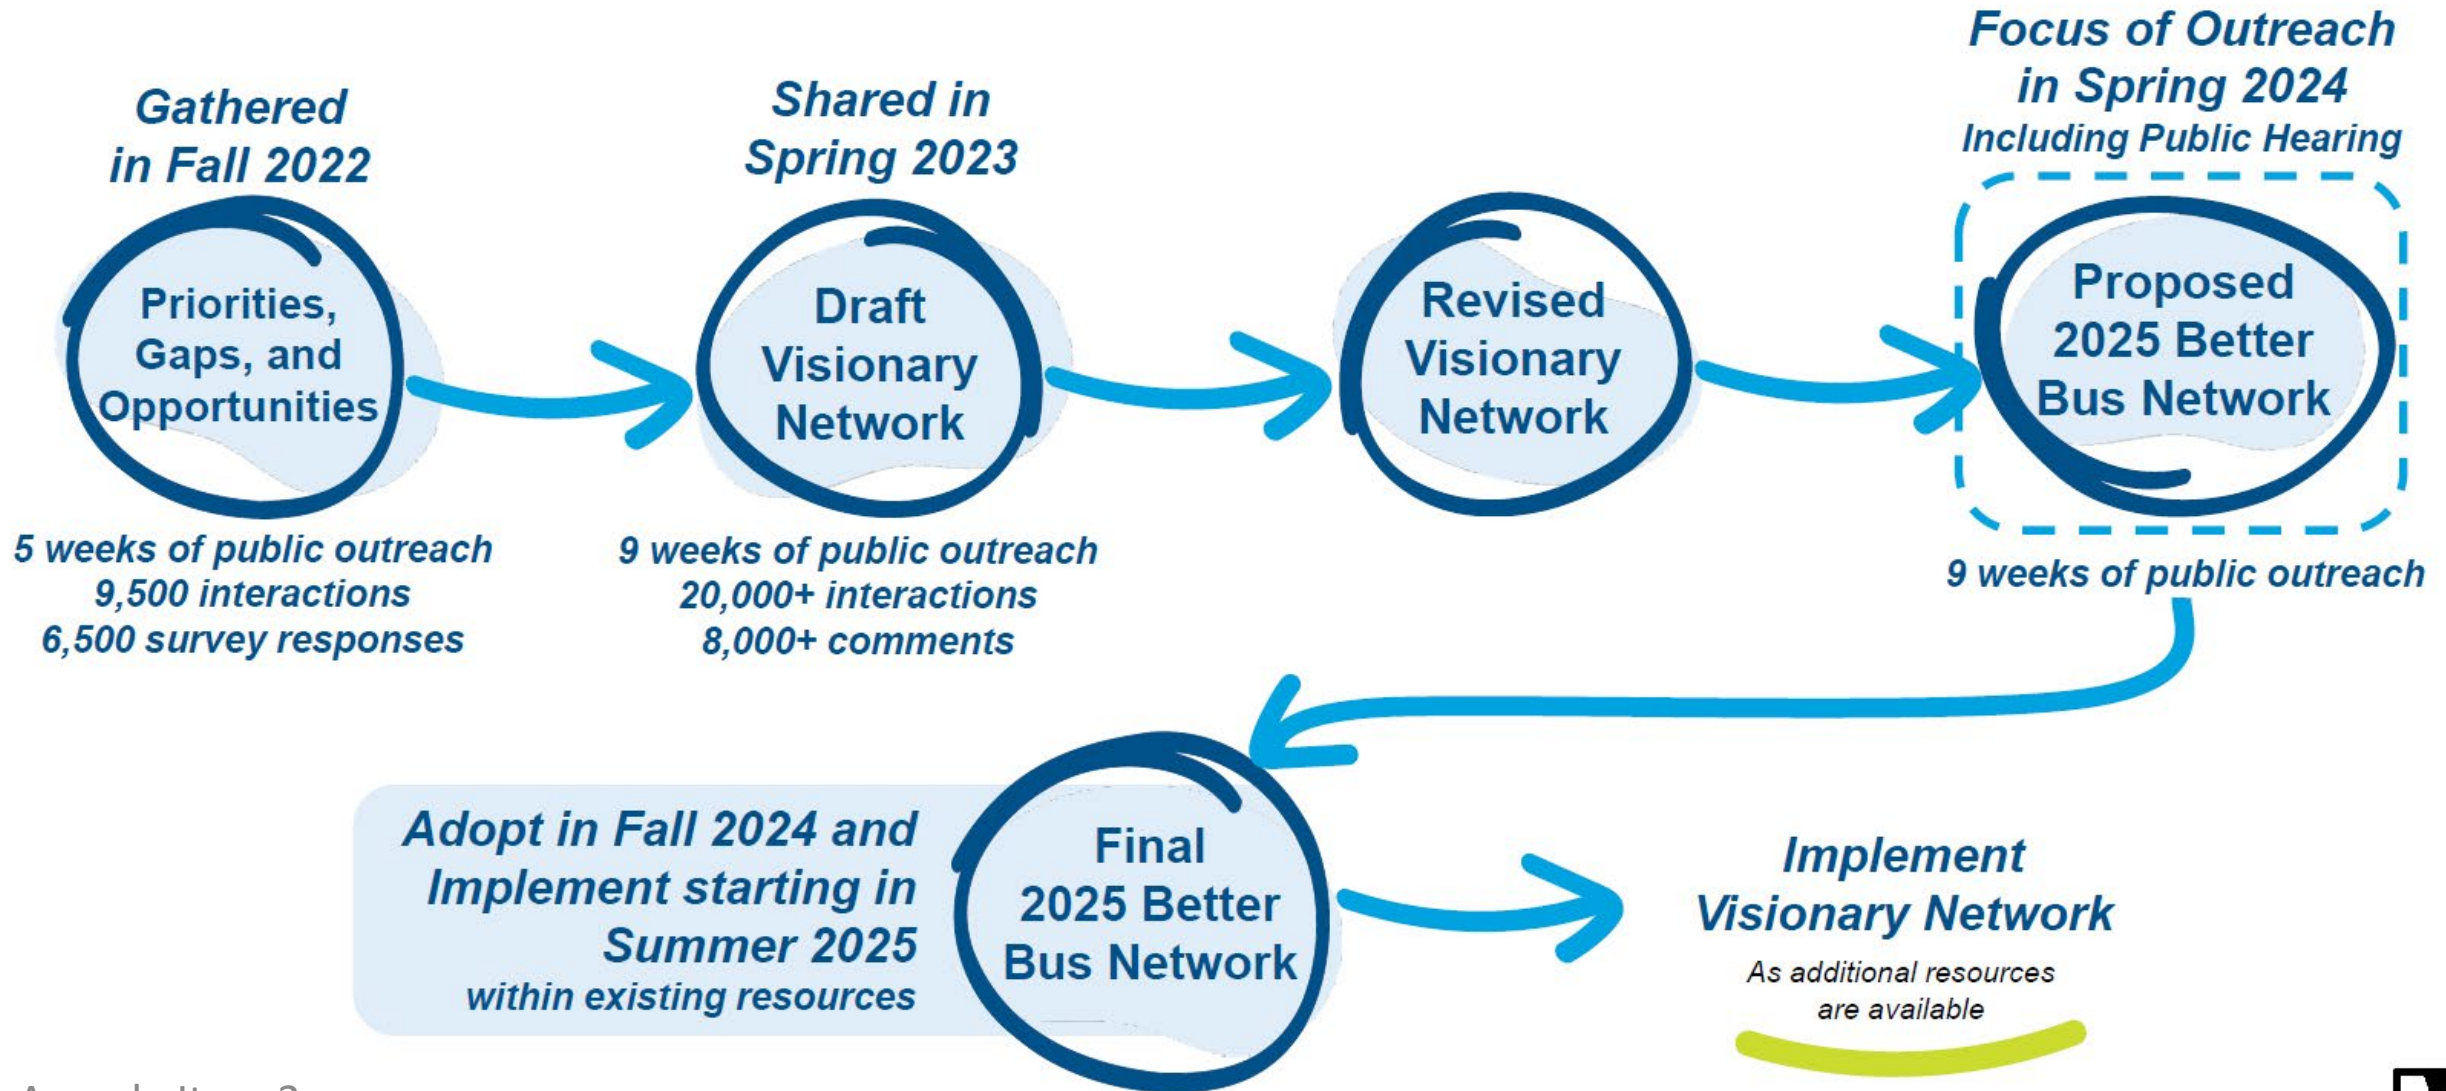 Gathered
in Fall 2022
Priorities,
Gaps, and
Opportunities
5 weeks of public outreach
9,500 interactions
6,500 survey responses
Shared in
Spring 2023
Draft
Visionary
Network
9 weeks of public outreach
20,000+ interactions
8,000+ comments
Revised
Visionary
Network
Focus of Outreach
in Spring 2024
Including Public Hearing
Proposed
2025 Better
Bus Network
9 weeks of public outreach
Adopt in Fall 2024 and
Implement starting in
Summer 2025
within existing resources
Final
2025 Better
Bus Network
Implement
Visionary Network
As additional resources
are available